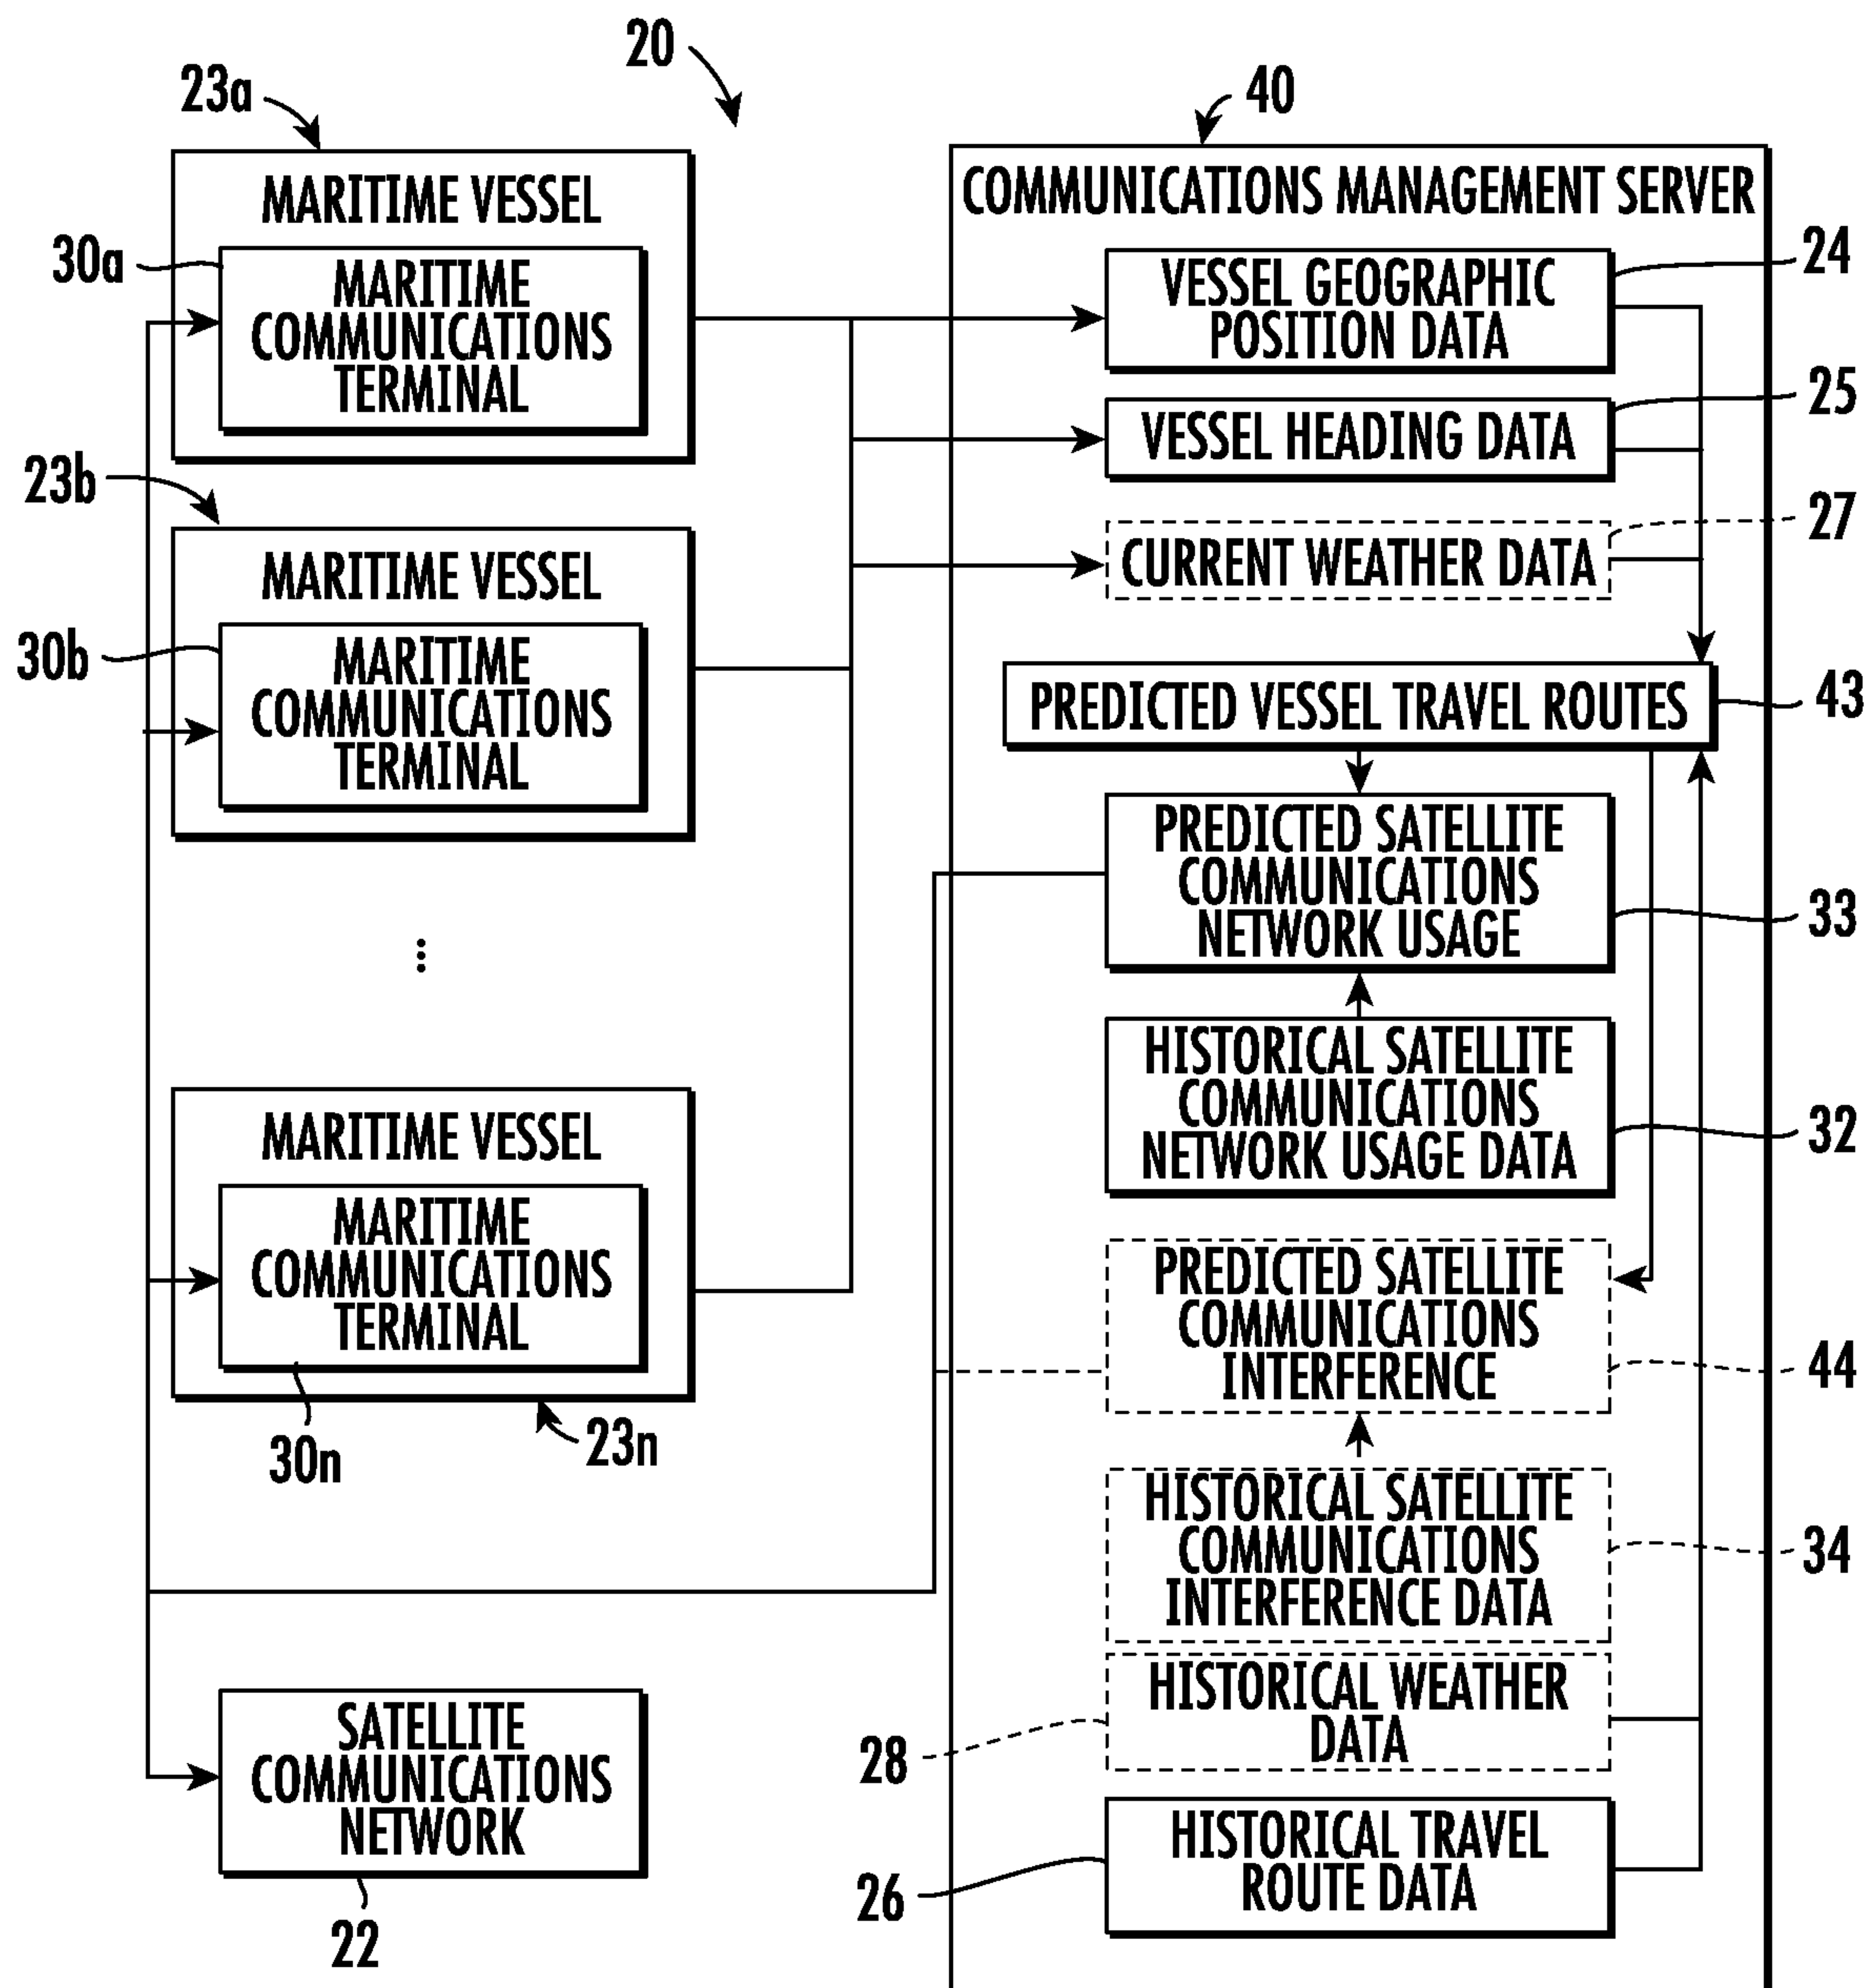 20
23a
40
MARITIME VESSEL
COMMUNICATIONS MANAGEMENT SERVER
30a
MARITIME
COMMUNICATIONS
TERMINAL
VESSEL GEOGRAPHIC
POSITION DATA
24
VESSEL HEADING DATA
25
23b
MARITIME VESSEL
CURRENT WEATHER DATA
27
30b
MARITIME
COMMUNICATIONS
TERMINAL
PREDICTED VESSEL TRAVEL ROUTES
43
PREDICTED SATELLITE
COMMUNICATIONS
NETWORK USAGE
33
...
HISTORICAL SATELLITE
COMMUNICATIONS
NETWORK USAGE DATA
32
MARITIME VESSEL
MARITIME
COMMUNICATIONS
TERMINAL
30n
23n
PREDICTED SATELLITE
COMMUNICATIONS
INTERFERENCE
44
HISTORICAL SATELLITE
COMMUNICATIONS
INTERFERENCE DATA
34
HISTORICAL WEATHER
DATA
28
SATELLITE
COMMUNICATIONS
NETWORK
22
HISTORICAL TRAVEL
ROUTE DATA
26